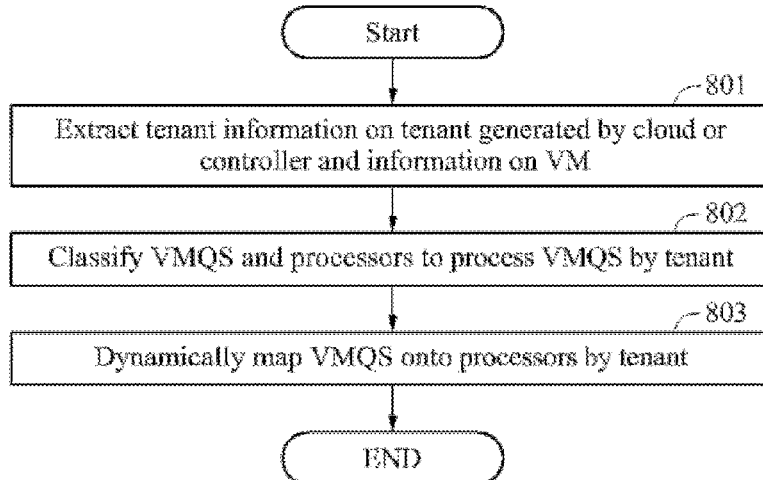 Start
801
Extract tenant information on tenant generated by cloud or
controller and information on VM
802
Classify VMQS and processors to process VMQS by tenant
803
Dynamically map VMQS onto processors by tenant
END